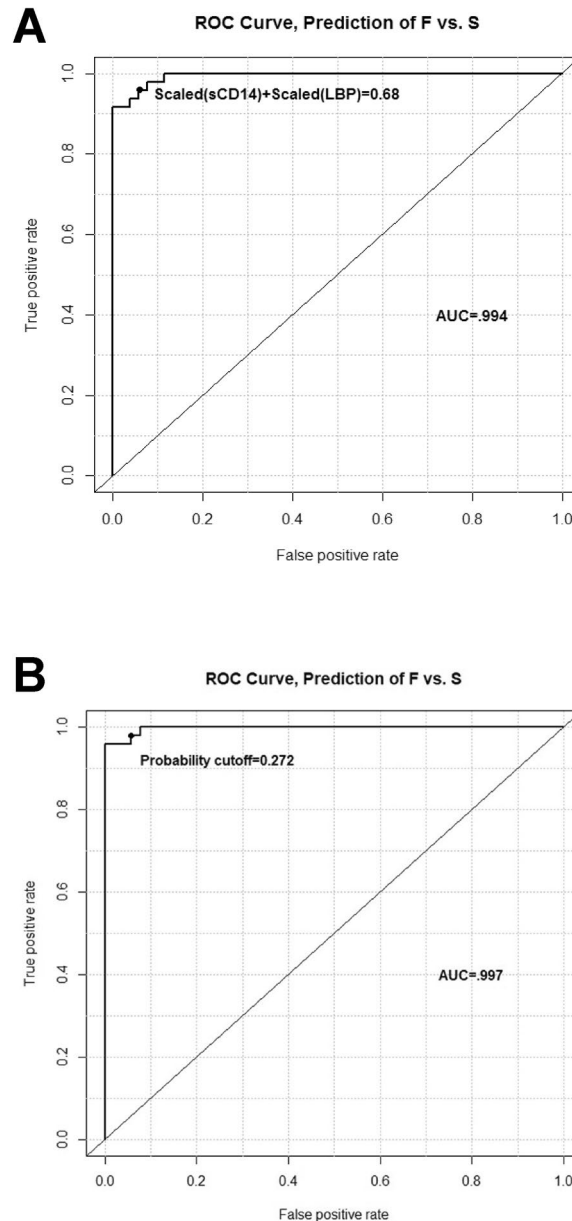 A
ROC Curve, Prediction of F vs. S
1.0
Scaled(sCD14)+Scaled(LBP)=0.68
0.8
0.6
True positive rate
0.4
AUC=.994
0.2
0.0
0.0 0.2 0.4 0.6 0.8 1.0
False positive rate
B
ROC Curve, Prediction of F vs. S
1.0
Probability cutoff=0.272
0.8
0.6
True positive rate
0.4
AUC=.997
0.2
0.0
0.0 0.2 0.4 0.6 0.8 1.0
False positive rate